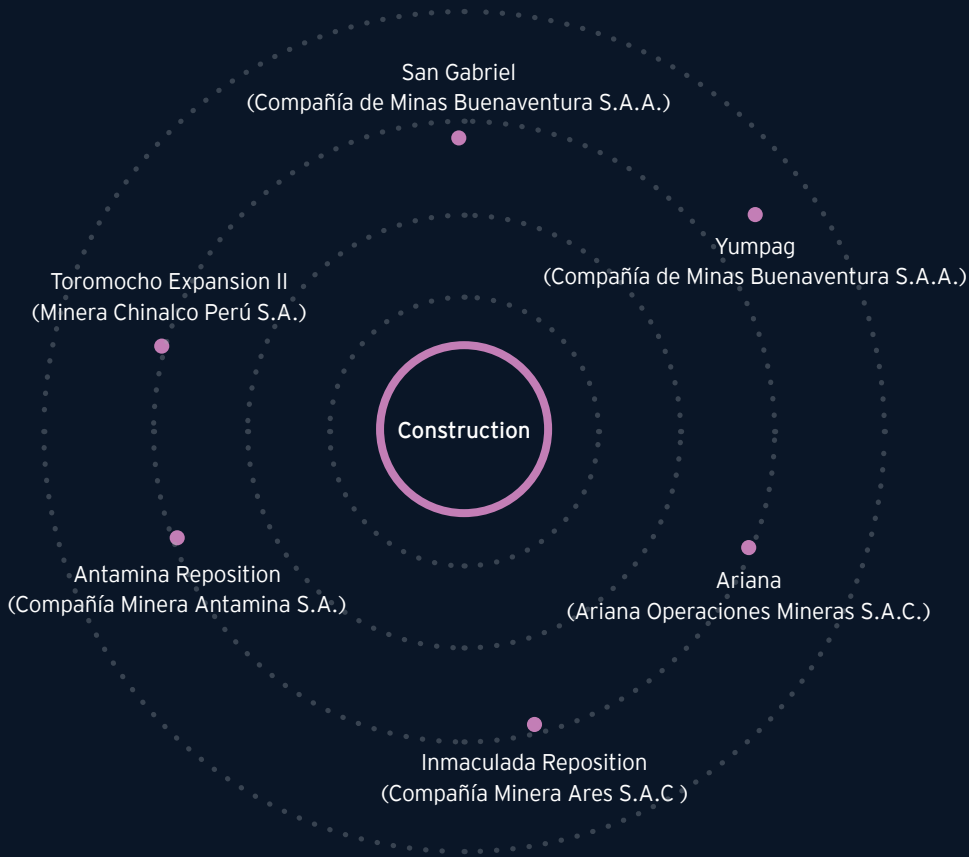 San Gabriel
(Compañía de Minas Buenaventura S.A.A.)
Yumpag
(Compañía de Minas Buenaventura S.A.A.)
Toromocho Expansion II
(Minera Chinalco Perú S.A.)
Construction
Antamina Reposition
(Compañía Minera Antamina S.A.)
Ariana
(Ariana Operaciones Mineras S.A.C.)
Inmaculada Reposition
(Compañía Minera Ares S.A.C )